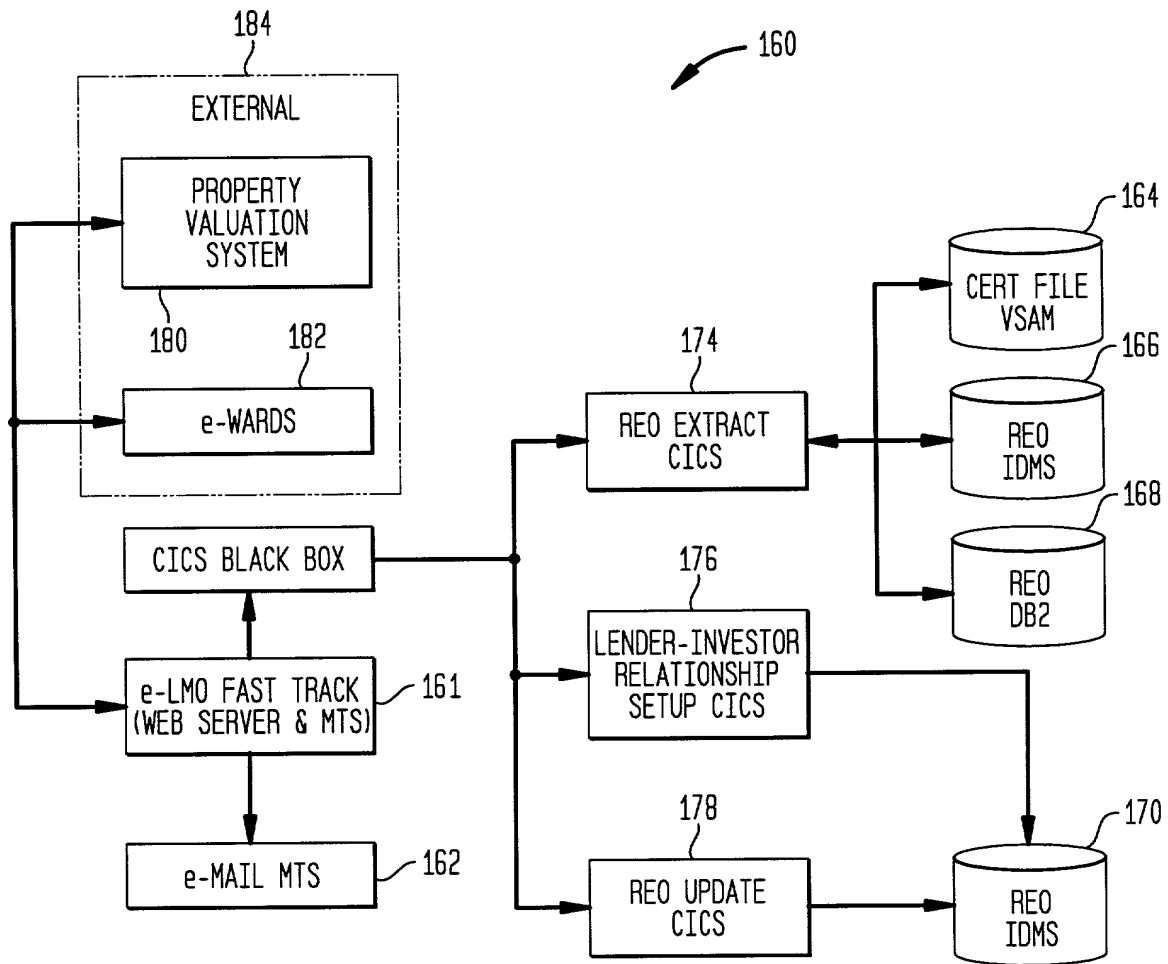 184
160
EXTERNAL
PROPERTY
VALUATION
SYSTEM
180
182
e-WARDS
CICS BLACK BOX
e-LMO FAST TRACK
(WEB SERVER & MTS)
161
e-MAIL MTS
162
174
REO EXTRACT
CICS
176
LENDER-INVESTOR
RELATIONSHIP
SETUP CICS
178
REO UPDATE
CICS
164
CERT FILE
VSAM
166
REO
IDMS
168
REO
DB2
170
REO
IDMS